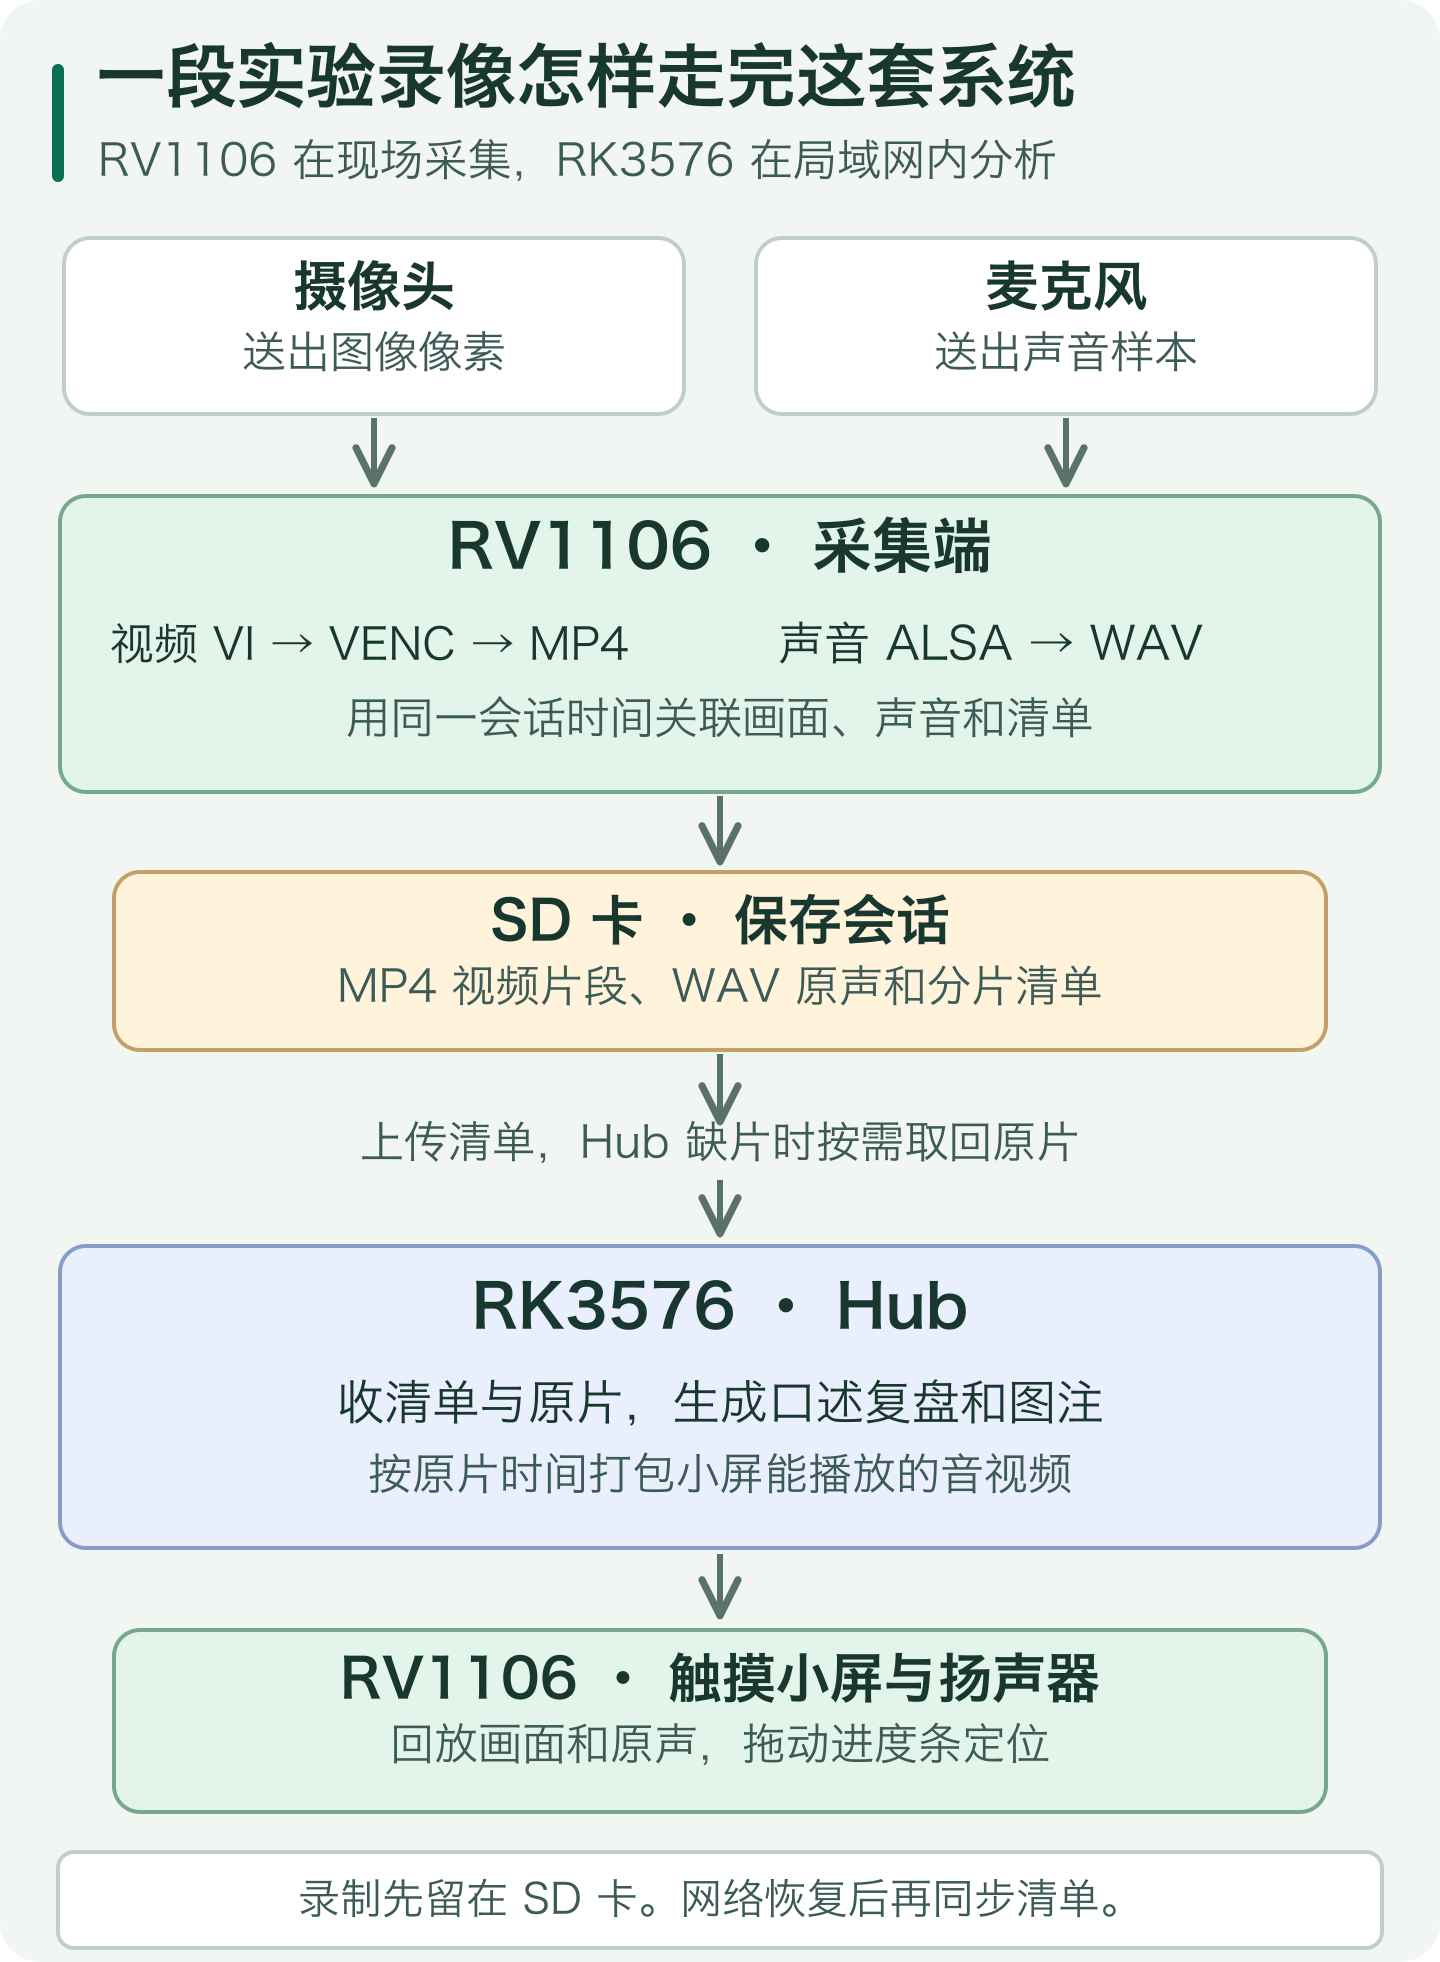 一段实验录像怎样走完这套系统
RV1106 在现场采集，RK3576 在局域网内分析
摄像头
送出图像像素
麦克风
送出声音样本
RV1106 · 采集端
视频 VI → VENC → MP4
声音 ALSA → WAV
用同一会话时间关联画面、声音和清单
SD 卡 · 保存会话
MP4 视频片段、WAV 原声和分片清单
上传清单，Hub 缺片时按需取回原片
RK3576 · Hub
收清单与原片，生成口述复盘和图注
按原片时间打包小屏能播放的音视频
RV1106 · 触摸小屏与扬声器
回放画面和原声，拖动进度条定位
录制先留在 SD 卡。网络恢复后再同步清单。